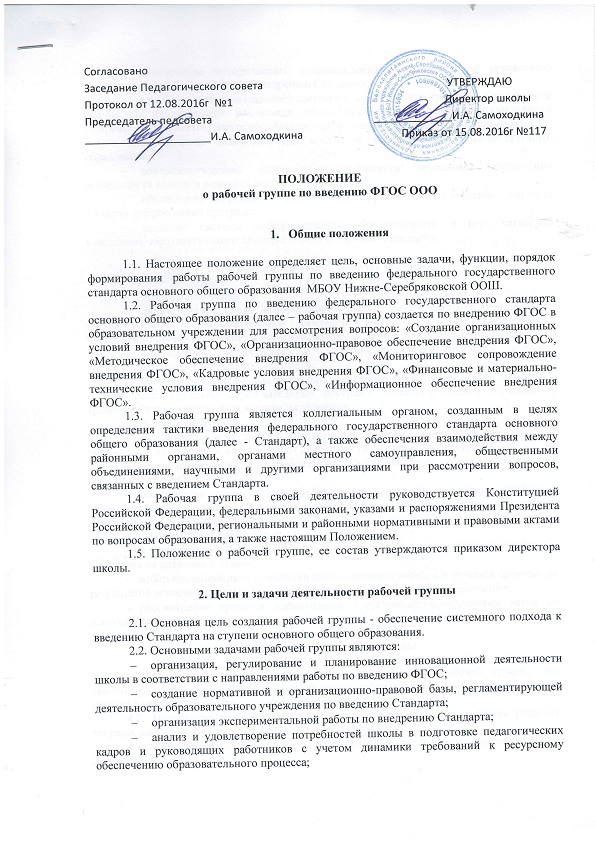 Согласовано
Заседание Педагогического совета
УТВЕРЖДАЮ
Протокол от 12.08.2016г №1
Директор школы
Председатель педсовета
И.А. Самоходкина
И.А. Самоходкина
Приказ от 15.08.2016г №117
ПОЛОЖЕНИЕ
о рабочей группе по введению ФГОС ООО
1. Общие положения
1.1. Настоящее положение определяет цель, основные задачи, функции, порядок
формирования работы рабочей группы по введению федерального государственного
стандарта основного общего образования МБОУ Нижне-Серебряковской ООШ.
1.2. Рабочая группа по введению федерального государственного стандарта
основного общего образования (далее – рабочая группа) создается по внедрению ФГОС в
образовательном учреждении для рассмотрения вопросов: «Создание организационных
условий внедрения ФГОС», «Организационно-правовое обеспечение внедрения ФГОС»,
«Методическое обеспечение внедрения ФГОС», «Мониторинговое сопровождение
внедрения ФГОС», «Кадровые условия внедрения ФГОС», «Финансовые и материально-
технические условия внедрения ФГОС», «Информационное обеспечение внедрения
ФГОС».
1.3. Рабочая группа является коллегиальным органом, созданным в целях
определения тактики введения федерального государственного стандарта основного
общего образования (далее - Стандарт), а также обеспечения взаимодействия между
районными органами, органами местного самоуправления, общественными
объединениями, научными и другими организациями при рассмотрении вопросов,
связанных с введением Стандарта.
1.4. Рабочая группа в своей деятельности руководствуется Конституцией
Российской Федерации, федеральными законами, указами и распоряжениями Президента
Российской Федерации, региональными и районными нормативными и правовыми актами
по вопросам образования, а также настоящим Положением.
1.5. Положение о рабочей группе, ее состав утверждаются приказом директора
школы.
2. Цели и задачи деятельности рабочей группы
2.1. Основная цель создания рабочей группы - обеспечение системного подхода к
введению Стандарта на ступени основного общего образования.
2.2. Основными задачами рабочей группы являются:
– организация, регулирование и планирование инновационной деятельности
школы в соответствии с направлениями работы по введению ФГОС;
– создание нормативной и организационно-правовой базы, регламентирующей
деятельность образовательного учреждения по введению Стандарта;
– организация экспериментальной работы по внедрению Стандарта;
– анализ и удовлетворение потребностей школы в подготовке педагогических
кадров и руководящих работников с учетом динамики требований к ресурсному
обеспечению образовательного процесса;